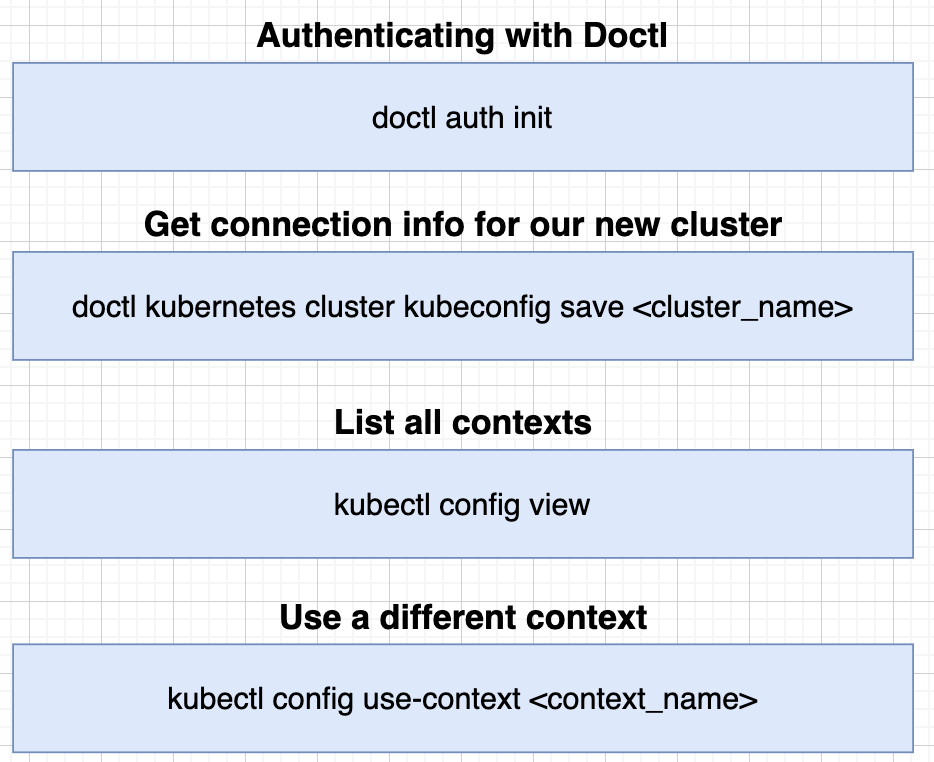 Authenticating with Doctl
doctl auth init
Get connection info for our new cluster
doctl kubernetes cluster kubeconfig save <cluster_name>
List all contexts
kubectl config view
Use a different context
kubectl config use-context <context_name>